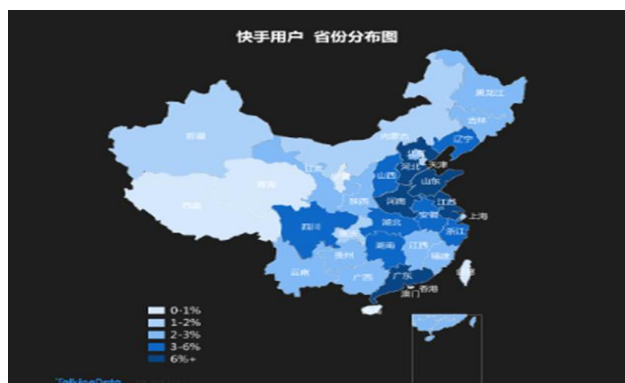 快手用户 省份分布图
黑龙江
吉林
新疆
内蒙古
辽宁
北京
天津
河北
甘肃
山西
青海
山东
陕西
河南
江苏
西藏
安徽
上海
四川
湖北
重庆
浙江
湖南
江西
贵州
福建
云南
广西
广东
香港
澳门
0-1%
1-2%
2-3%
3-6%
6%+
TalkingData